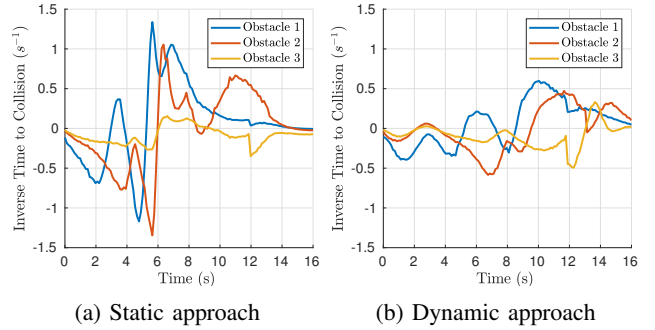 Inverse Time to Collision (s⁻¹)
1.5
1
0.5
0
-0.5
-1
-1.5
Obstacle 1
Obstacle 2
Obstacle 3
0 2 4 6 8 10 12 14 16
Time (s)
(a) Static approach
Inverse Time to Collision (s⁻¹)
1.5
1
0.5
0
-0.5
-1
-1.5
Obstacle 1
Obstacle 2
Obstacle 3
0 2 4 6 8 10 12 14 16
Time (s)
(b) Dynamic approach